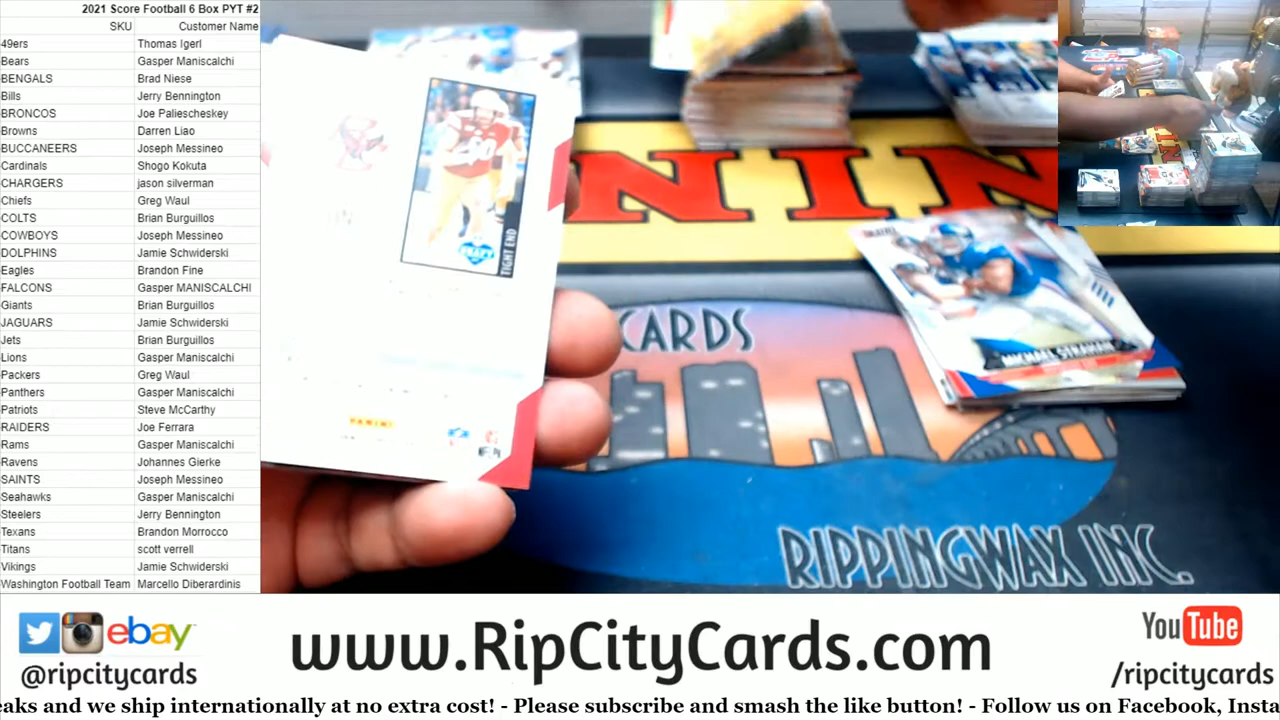 2021 Score Football 6 Box PYT #2
SKU Customer Name
49ers Thomas Igerl
Bears Gasper Maniscalchi
BENGALS Brad Niese
Bills Jerry Bennington
BRONCOS Joe Paliescheskey
Browns Darren Liao
BUCCANEERS Joseph Messineo
Cardinals Shogo Kokuta
CHARGERS jason silverman
Chiefs Greg Waul
COLTS Brian Burguillos
COWBOYS Joseph Messineo
DOLPHINS Jamie Schwiderski
Eagles Brandon Fine
FALCONS Gasper MANISCALCHI
Giants Brian Burguillos
JAGUARS Jamie Schwiderski
Jets Brian Burguillos
Lions Gasper Maniscalchi
Packers Greg Waul
Panthers Gasper Maniscalchi
Patriots Steve McCarthy
RAIDERS Joe Ferrara
Rams Gasper Maniscalchi
Ravens Johannes Gierke
SAINTS Joseph Messineo
Seahawks Gasper Maniscalchi
Steelers Jerry Bennington
Texans Brandon Morrocco
Titans scott verrell
Vikings Jamie Schwiderski
Washington Football Team Marcello Diberardinis
DRAFT
TIGHT END
PANINI
NIN
CARDS
MICHAEL STRAHAN
RIPPINGWAX INC.
ebay
@ripcitycards
www.RipCityCards.com
YouTube
/ripcitycards
eaks and we ship internationally at no extra cost! - Please subscribe and smash the like button! - Follow us on Facebook, Insta